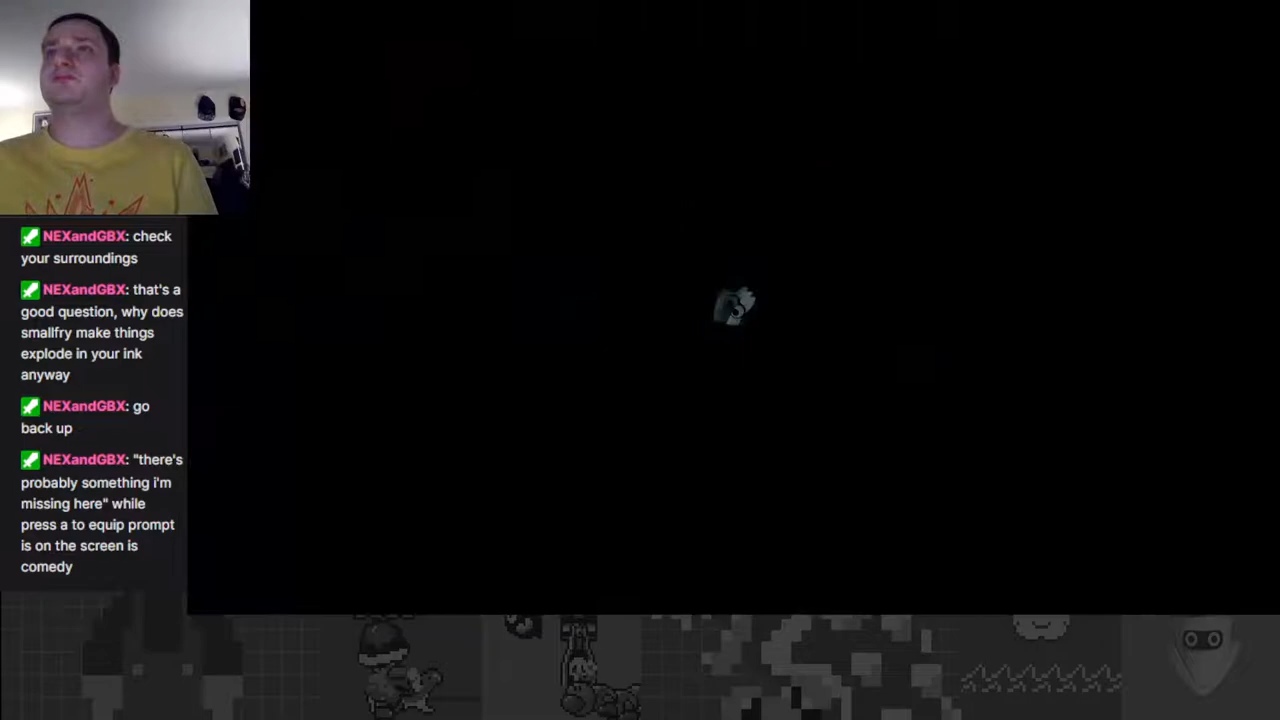 NEXandGBX: check
your surroundings
NEXandGBX: that's a
good question, why does
smallfry make things
explode in your ink
anyway
NEXandGBX: go
back up
NEXandGBX: "there's
probably something i'm
missing here" while
press a to equip prompt
is on the screen is
comedy